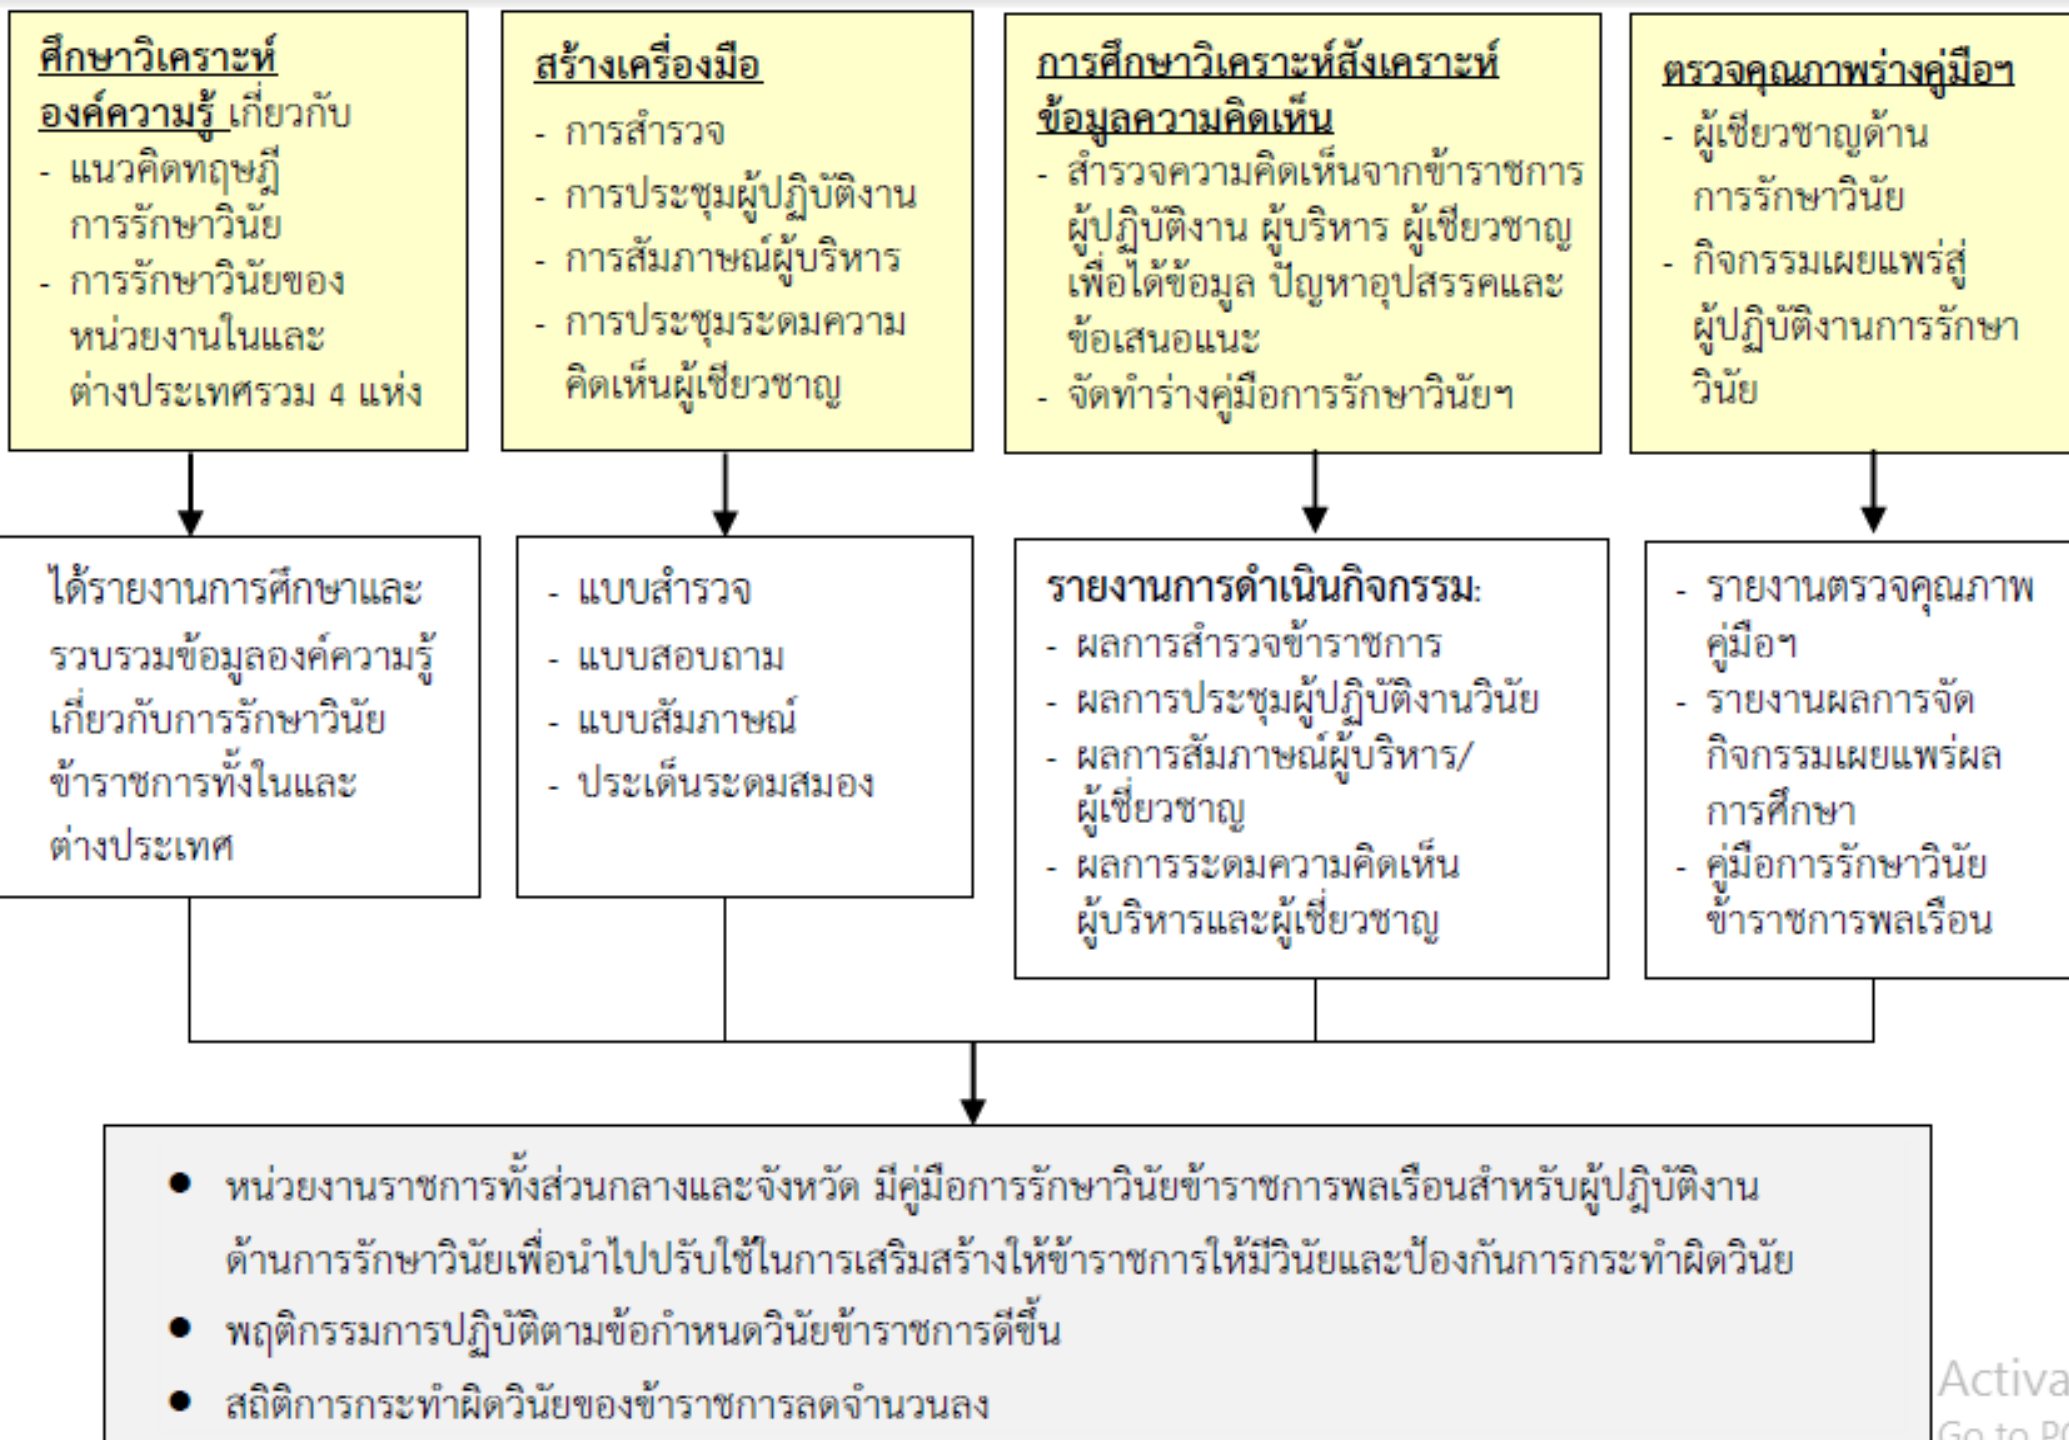 ศึกษาวิเคราะห์
องค์ความรู้ เกี่ยวกับ
- แนวคิดทฤษฎี
การรักษาวินัย
- การรักษาวินัยของ
หน่วยงานในและ
ต่างประเทศรวม 4 แห่ง
สร้างเครื่องมือ
- การสำรวจ
- การประชุมผู้ปฏิบัติงาน
- การสัมภาษณ์ผู้บริหาร
- การประชุมระดมความ
คิดเห็นผู้เชียวชาญ
การศึกษาวิเคราะห์สังเคราะห์
ข้อมูลความคิดเห็น
- สำรวจความคิดเห็นจากข้าราชการ
ผู้ปฏิบัติงาน ผู้บริหาร ผู้เชียวชาญ
เพื่อได้ข้อมูล ปัญหาอุปสรรคและ
ข้อเสนอแนะ
- จัดทำร่างคู่มือการรักษาวินัยฯ
ตรวจคุณภาพร่างคู่มือฯ
- ผู้เชียวชาญด้าน
การรักษาวินัย
- กิจกรรมเผยแพร่สู่
ผู้ปฏิบัติงานการรักษา
วินัย
ได้รายงานการศึกษาและ
รวบรวมข้อมูลองค์ความรู้
เกี่ยวกับการรักษาวินัย
ข้าราชการทั้งในและ
ต่างประเทศ
- แบบสำรวจ
- แบบสอบถาม
- แบบสัมภาษณ์
- ประเด็นระดมสมอง
รายงานการดำเนินกิจกรรม:
- ผลการสำรวจข้าราชการ
- ผลการประชุมผู้ปฏิบัติงานวินัย
- ผลการสัมภาษณ์ผู้บริหาร/
ผู้เชี่ยวชาญ
- ผลการระดมความคิดเห็น
ผู้บริหารและผู้เชี่ยวชาญ
- รายงานตรวจคุณภาพ
คู่มือฯ
- รายงานผลการจัด
กิจกรรมเผยแพร่ผล
การศึกษา
- คู่มือการรักษาวินัย
ข้าราชการพลเรือน
● หน่วยงานราชการทั้งส่วนกลางและจังหวัด มีคู่มือการรักษาวินัยข้าราชการพลเรือนสำหรับผู้ปฏิบัติงาน
ด้านการรักษาวินัยเพื่อนำไปปรับใช้ในการเสริมสร้างให้ข้าราชการให้มีวินัยและป้องกันการกระทำผิดวินัย
● พฤติกรรมการปฏิบัติตามข้อกำหนดวินัยข้าราชการดีขึ้น
● สถิติการกระทำผิดวินัยของข้าราชการลดจำนวนลง
Activa
Go to PC